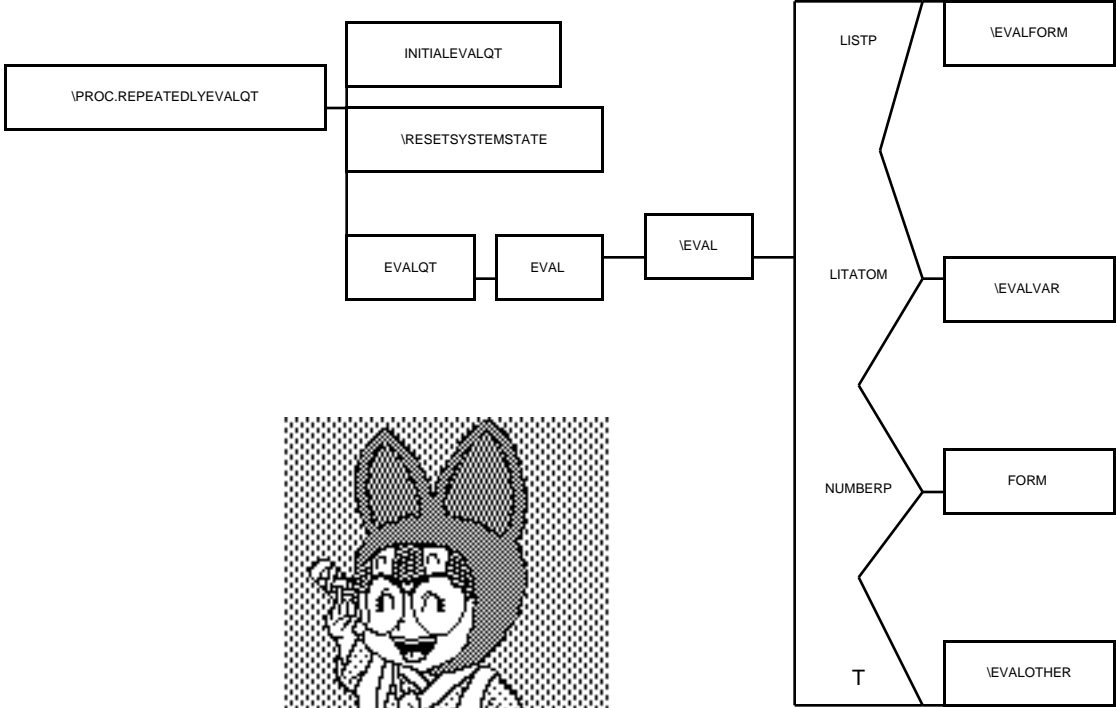 INITIALEVALQT
\PROC.REPEATEDLYEVALQT
\RESETSYSTEMSTATE
EVALQT
EVAL
\EVAL
LISTP
\EVALFORM
LITATOM
\EVALVAR
NUMBERP
FORM
T
\EVALOTHER